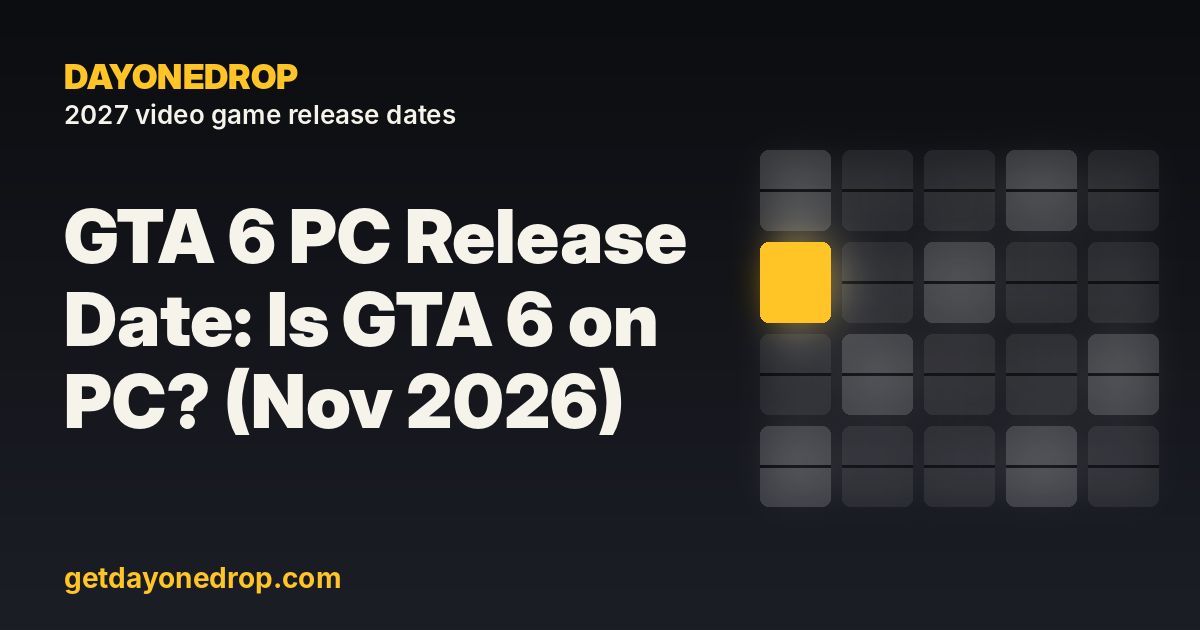 DAYONEDROP
2027 video game release dates
GTA 6 PC Release
Date: Is GTA 6 on
PC? (Nov 2026)
getdayonedrop.com